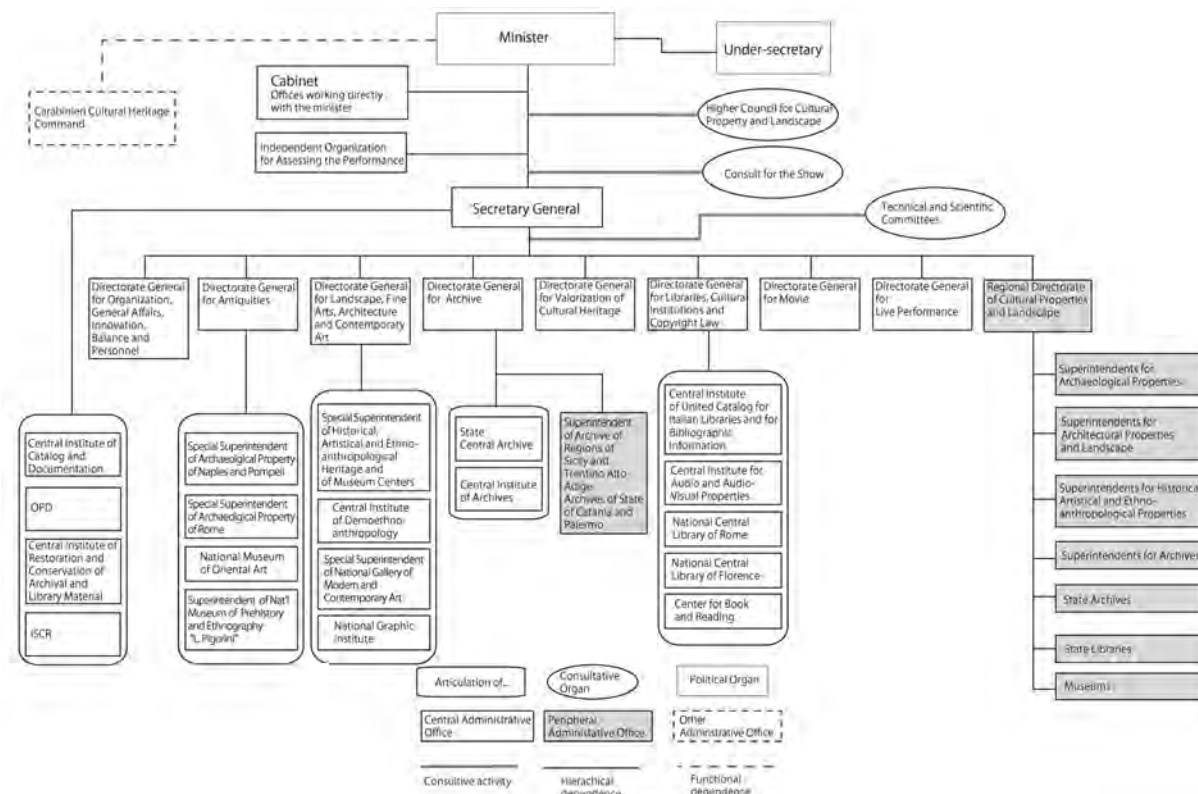 Minister
Under-secretary
Cabinet
Offices working directly
with the minister
Carabinieri Cultural Heritage
Command
Higher Council for Cultural
Property and Landscape
Independent Organization
for Assessing the Performance
Consult for the Show
Secretary General
Technical and Scientific
Committees
Directorate General
for Organization,
General Affairs,
Innovation,
Balance and
Personnel
Directorate General
for Antiquities
Directorate General
for Landscape, Fine
Arts, Architecture
and Contemporary
Art
Directorate General
for Archive
Directorate General
for Valorization of
Cultural Heritage
Directorate General
for Libraries, Cultural
Institutions and
Copyright Law
Directorate General
for Movie
Directorate General
for
Live Performance
Regional Directorate
of Cultural Properties
and Landscape
Central Institute of
Catalog and
Documentation
OPD
Central Institute of
Restoration and
Conservation of
Archival and
Library Material
ISCR
Special Superintendent
of Archaeolgical Property
of Naples and Pompeii
Special Superintendent
of Archaeolgical Property
of Rome
National Museum
of Oriental Art
Superintendent of Nat'l
Museum of Prehistory
and Ethnography
"L. Pigorini"
Special Superintendent
of Historical,
Artistical and Ethno-
anthropological
Heritage and
of Museum Centers
Central Institute
of Demoethno-
anthropology
Special Superintendent
of National Gallery of
Modern and
Contemporary Art
National Graphic
Institute
State
Central Archive
Central Institute
of Archives
Superintendent
of Archive of
Regions of
Sicily and
Trentino Alto
Adige
Archives of State
of Catania and
Palermo
Central Institute
of United Catalog for
Italian Libraries and for
Bibliographic
Information
Central Institute for
Audio and Audio-
Visual Properties
National Central
Library of Rome
National Central
Library of Florence
Center for Book
and Reading
Superintendents for
Archaeological Properties
Superintendents for
Architectural Properties
and Landscape
Superintendents for Historical
Artistical and Ethno-
anthropological Properties
Superintendents for Archives
State Archives
State Libraries
Museums
Articulation of...
Consultative
Organ
Political Organ
Central Administrative
Office
Peripheral
Administative Office
Other
Adminstrative Office
Consultive activity
Hierachical
dependence
Functional
dependence